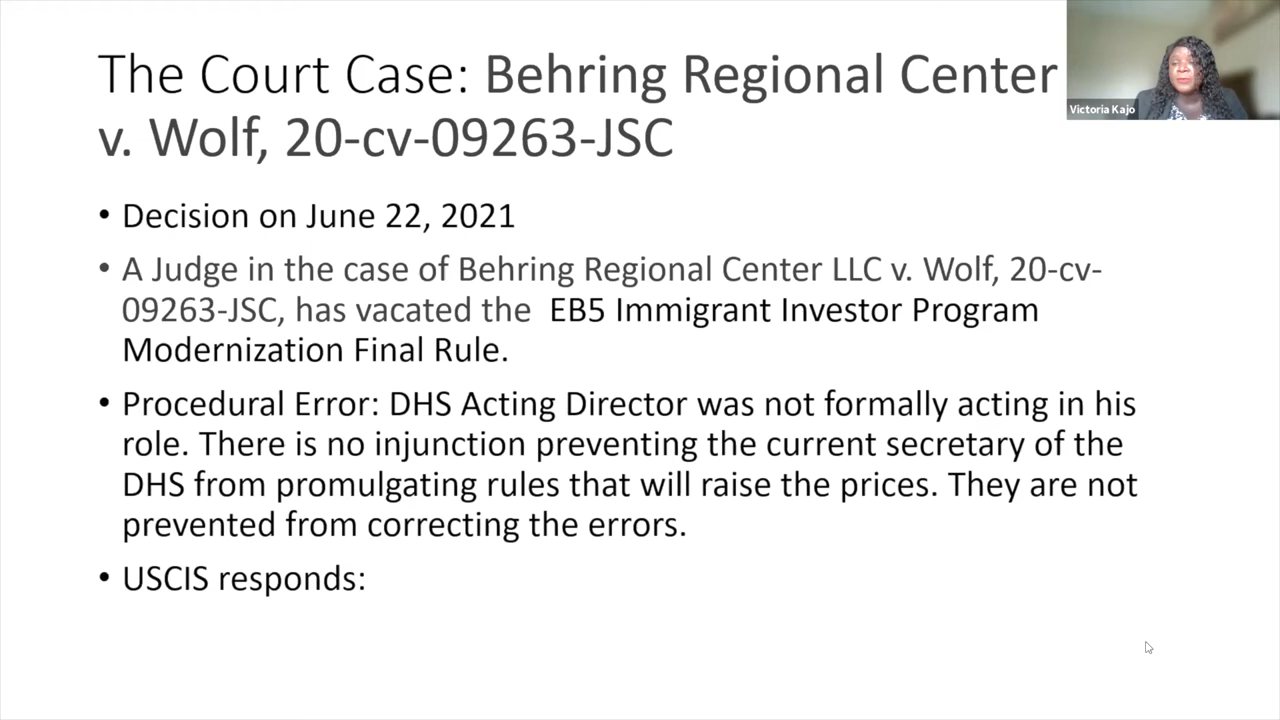 The Court Case: Behring Regional Center
v. Wolf, 20-cv-09263-JSC
Victoria Kajo
• Decision on June 22, 2021
• A Judge in the case of Behring Regional Center LLC v. Wolf, 20-cv-
09263-JSC, has vacated the  EB5 Immigrant Investor Program
Modernization Final Rule.
• Procedural Error: DHS Acting Director was not formally acting in his
role. There is no injunction preventing the current secretary of the
DHS from promulgating rules that will raise the prices. They are not
prevented from correcting the errors.
• USCIS responds: